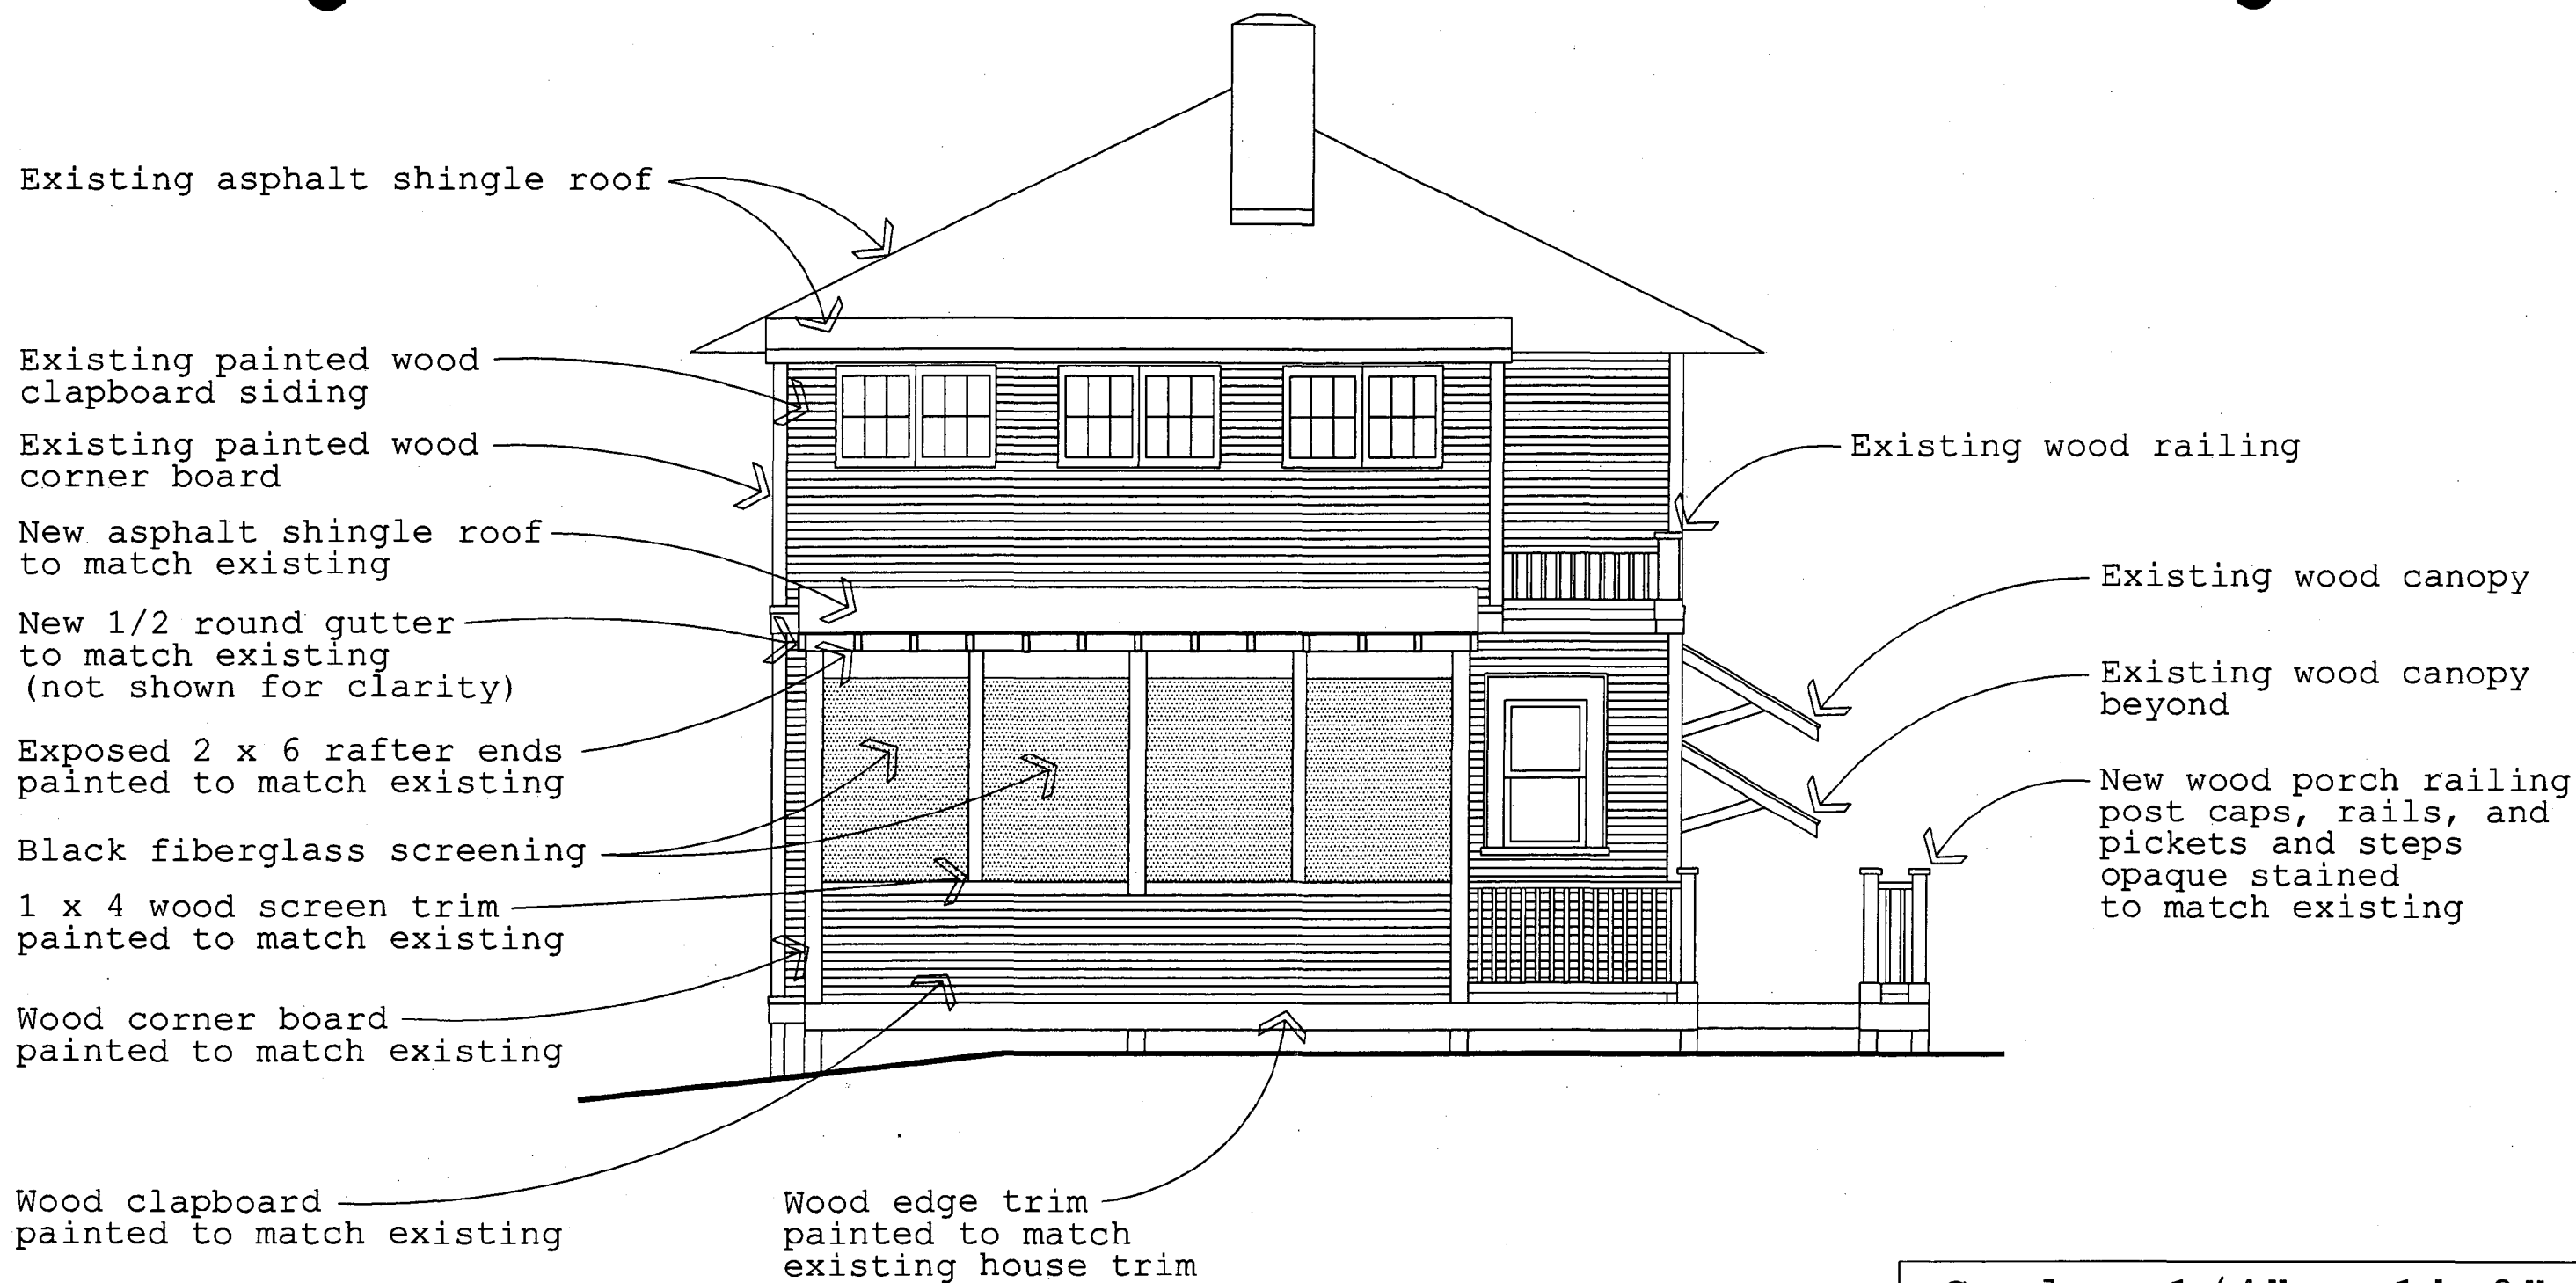 Existing asphalt shingle roof
Existing painted wood
clapboard siding
Existing painted wood
corner board
New asphalt shingle roof
to match existing
New 1/2 round gutter
to match existing
(not shown for clarity)
Exposed 2 x 6 rafter ends
painted to match existing
Black fiberglass screening
1 x 4 wood screen trim
painted to match existing
Wood corner board
painted to match existing
Wood clapboard
painted to match existing
Wood edge trim
painted to match
existing house trim
Existing wood railing
Existing wood canopy
Existing wood canopy
beyond
New wood porch railing
post caps, rails, and
pickets and steps
opaque stained
to match existing